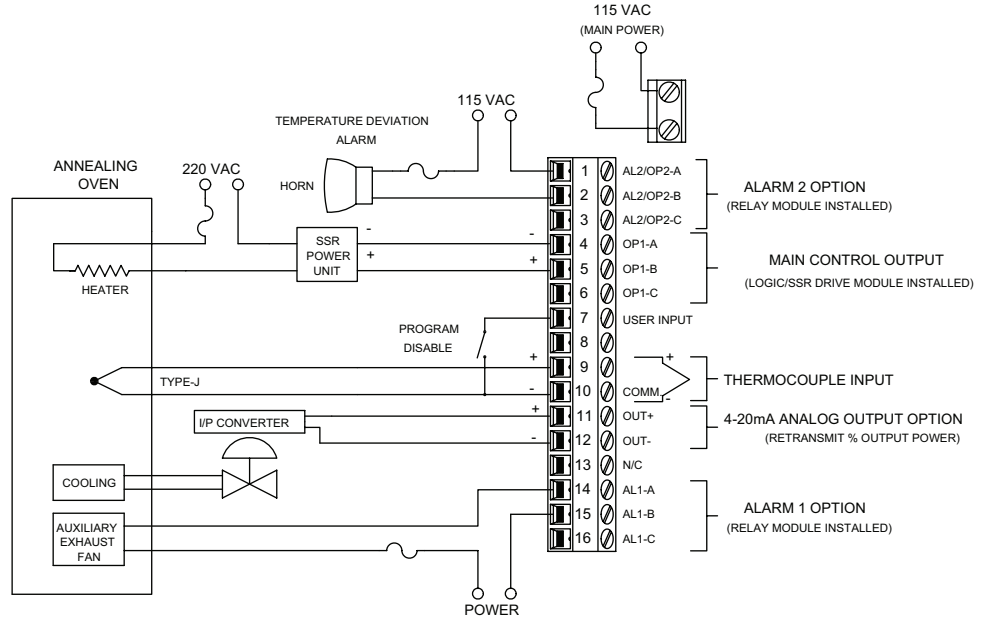 115 VAC
(MAIN POWER)
115 VAC
TEMPERATURE DEVIATION
ALARM
HORN
ANNEALING
OVEN
220 VAC
SSR
POWER
UNIT
-
+
HEATER
PROGRAM
DISABLE
TYPE-J
I/P CONVERTER
COOLING
AUXILIARY
EXHAUST
FAN
POWER
1 AL2/OP2-A
2 AL2/OP2-B
3 AL2/OP2-C
- 4 OP1-A
+ 5 OP1-B
6 OP1-C
7 USER INPUT
8
+ 9 +
- 10 COMM. -
+ 11 OUT+
- 12 OUT-
13 N/C
14 AL1-A
15 AL1-B
16 AL1-C
ALARM 2 OPTION
(RELAY MODULE INSTALLED)
MAIN CONTROL OUTPUT
(LOGIC/SSR DRIVE MODULE INSTALLED)
THERMOCOUPLE INPUT
4-20mA ANALOG OUTPUT OPTION
(RETRANSMIT % OUTPUT POWER)
ALARM 1 OPTION
(RELAY MODULE INSTALLED)